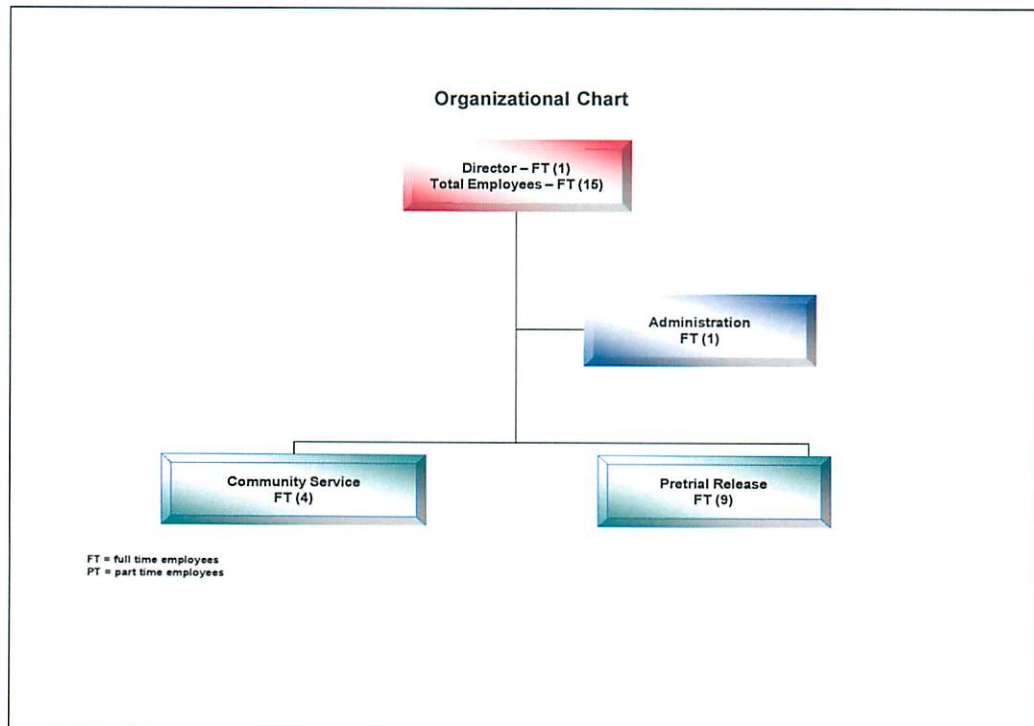 Organizational Chart
Director – FT (1)
Total Employees – FT (15)
Administration
FT (1)
Community Service
FT (4)
Pretrial Release
FT (9)
FT = full time employees
PT = part time employees